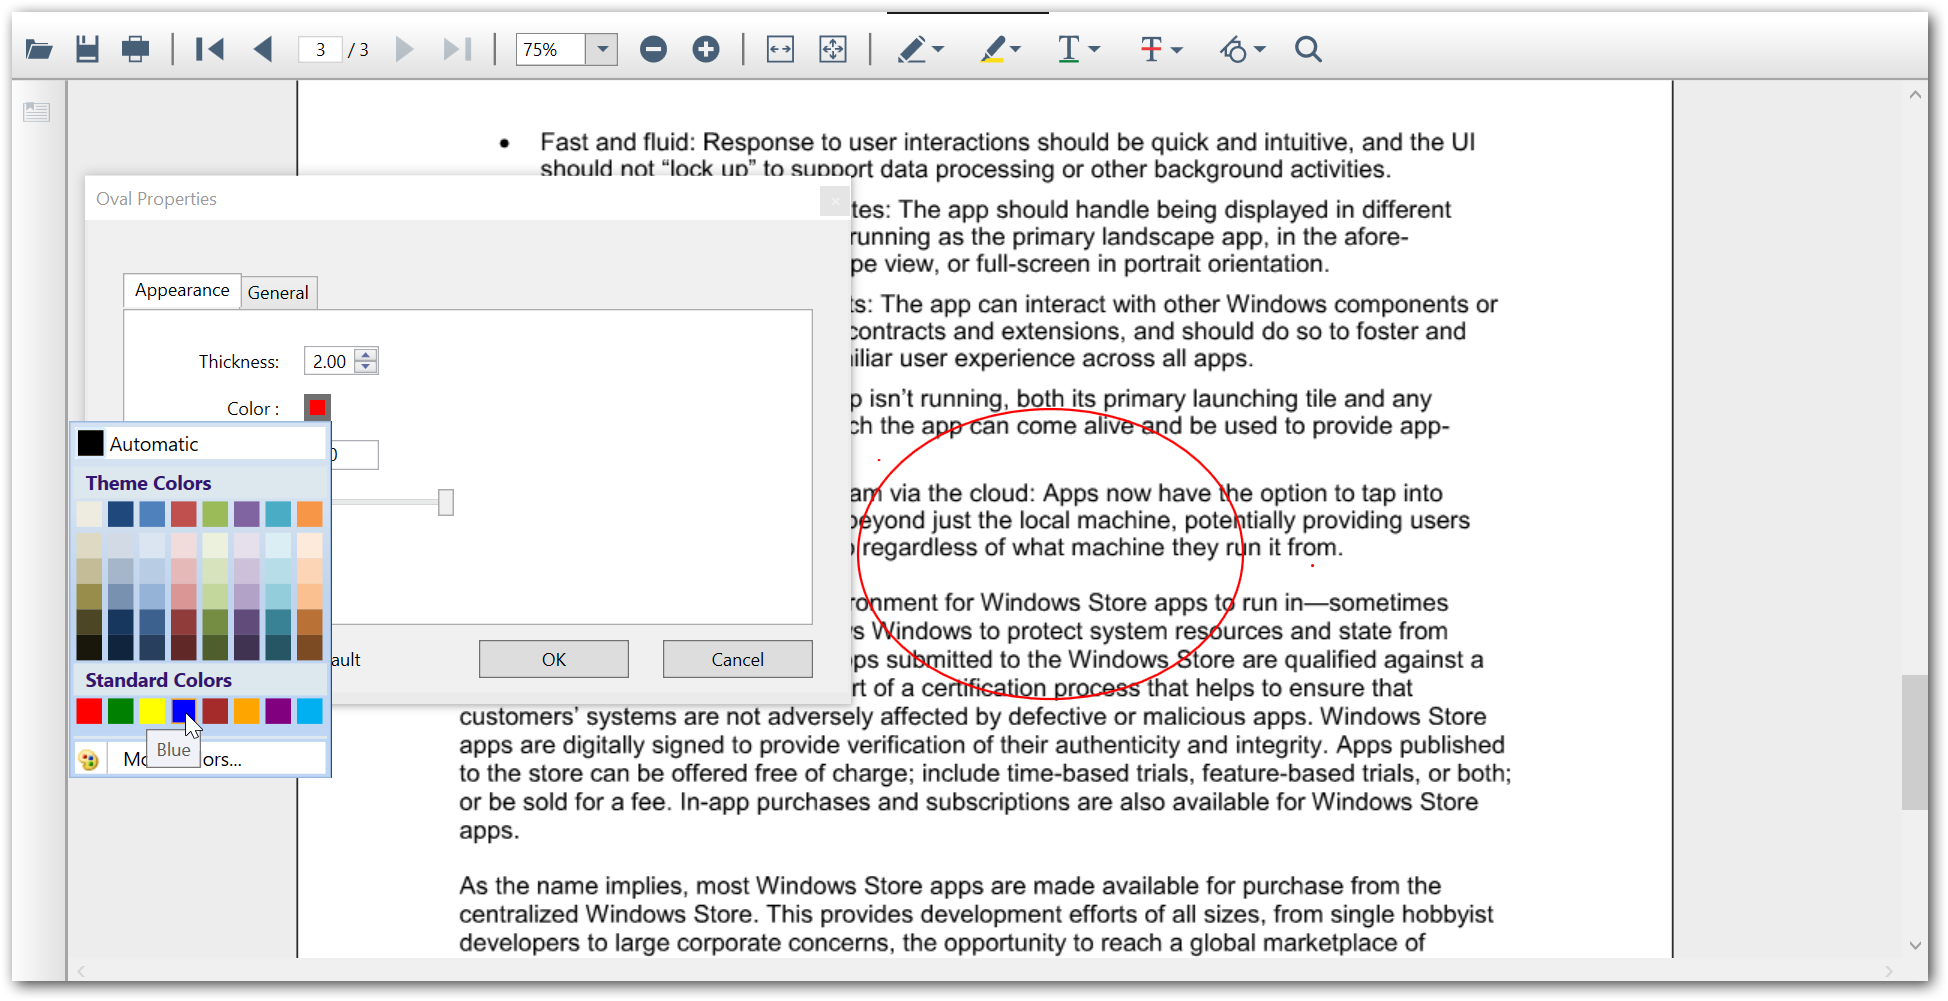 3 / 3
75%
Fast and fluid: Response to user interactions should be quick and intuitive, and the UI
should not “lock up” to support data processing or other background activities.
tes: The app should handle being displayed in different
running as the primary landscape app, in the afore-
pe view, or full-screen in portrait orientation.
ts: The app can interact with other Windows components or
contracts and extensions, and should do so to foster and
iliar user experience across all apps.
p isn’t running, both its primary launching tile and any
ch the app can come alive and be used to provide app-
am via the cloud: Apps now have the option to tap into
beyond just the local machine, potentially providing users
regardless of what machine they run it from.
ronment for Windows Store apps to run in—sometimes
s Windows to protect system resources and state from
ps submitted to the Windows Store are qualified against a
rt of a certification process that helps to ensure that
customers’ systems are not adversely affected by defective or malicious apps. Windows Store
apps are digitally signed to provide verification of their authenticity and integrity. Apps published
to the store can be offered free of charge; include time-based trials, feature-based trials, or both;
or be sold for a fee. In-app purchases and subscriptions are also available for Windows Store
apps.
As the name implies, most Windows Store apps are made available for purchase from the
centralized Windows Store. This provides development efforts of all sizes, from single hobbyist
developers to large corporate concerns, the opportunity to reach a global marketplace of
Oval Properties
Appearance
General
Thickness:
2.00
Color :
0
ault
OK
Cancel
Automatic
Theme Colors
Standard Colors
Blue
Mo ors...